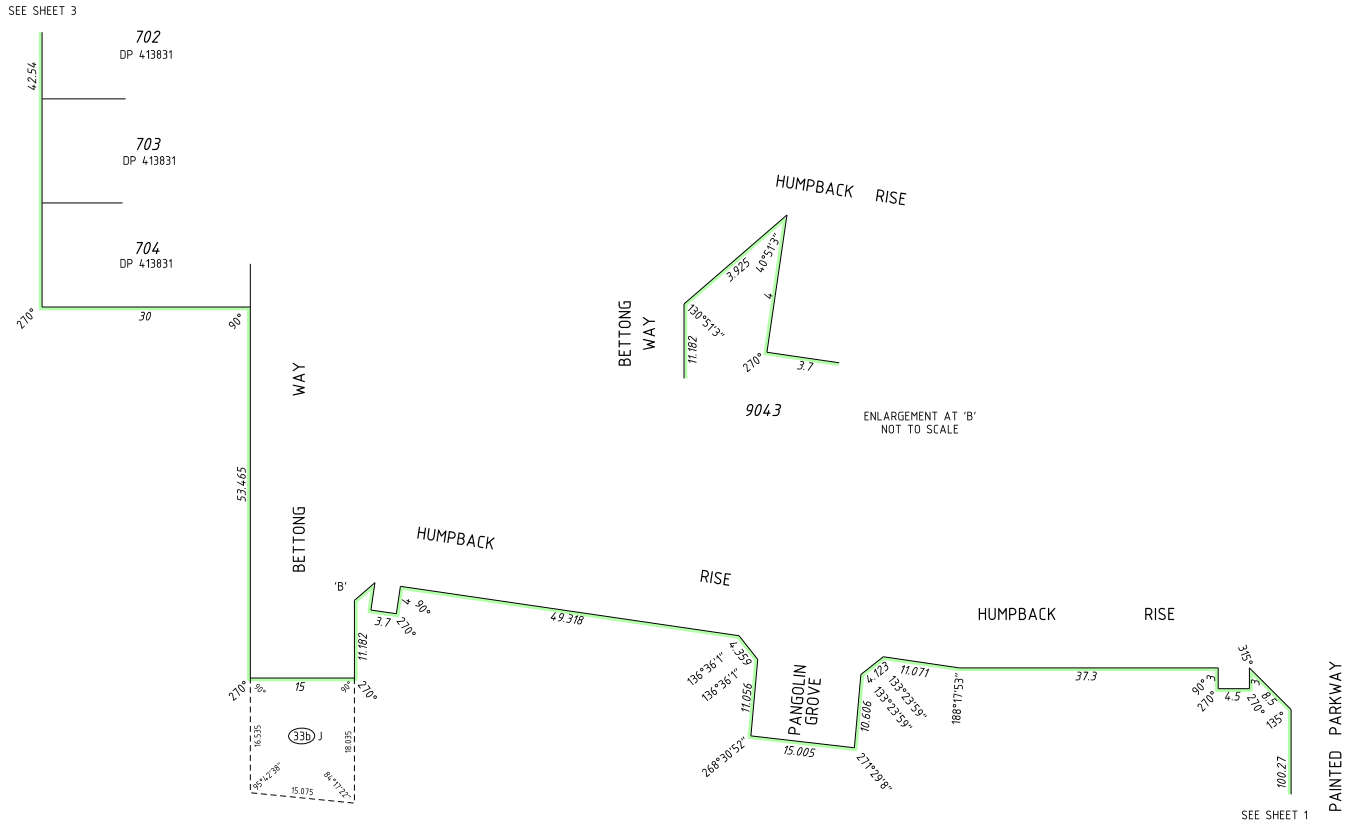 SEE SHEET 3
702
DP 413831
42.54
703
DP 413831
704
DP 413831
270°
30
90°
HUMPBACK RISE
40°51'3"
3.925
4
130°51'3"
BETTONG
WAY
11.182
270°
3.7
9043
ENLARGEMENT AT 'B'
NOT TO SCALE
WAY
53.465
BETTONG
HUMPBACK
RISE
'B'
4
90°
3.7
270°
11.182
49.318
4.359
136°36'1"
136°36'1"
11.056
PANGOLIN
GROVE
268°30'52"
15.005
271°29'8"
10.606
4.123
133°23'59"
133°23'59"
11.071
188°17'53"
HUMPBACK RISE
37.3
90°
3
270°
4.5
315°
3
270°
8.5
135°
100.27
PAINTED PARKWAY
SEE SHEET 1
270°
90°
15
90°
270°
16.535
33b J
18.035
95°42'38"
84°17'22"
15.075